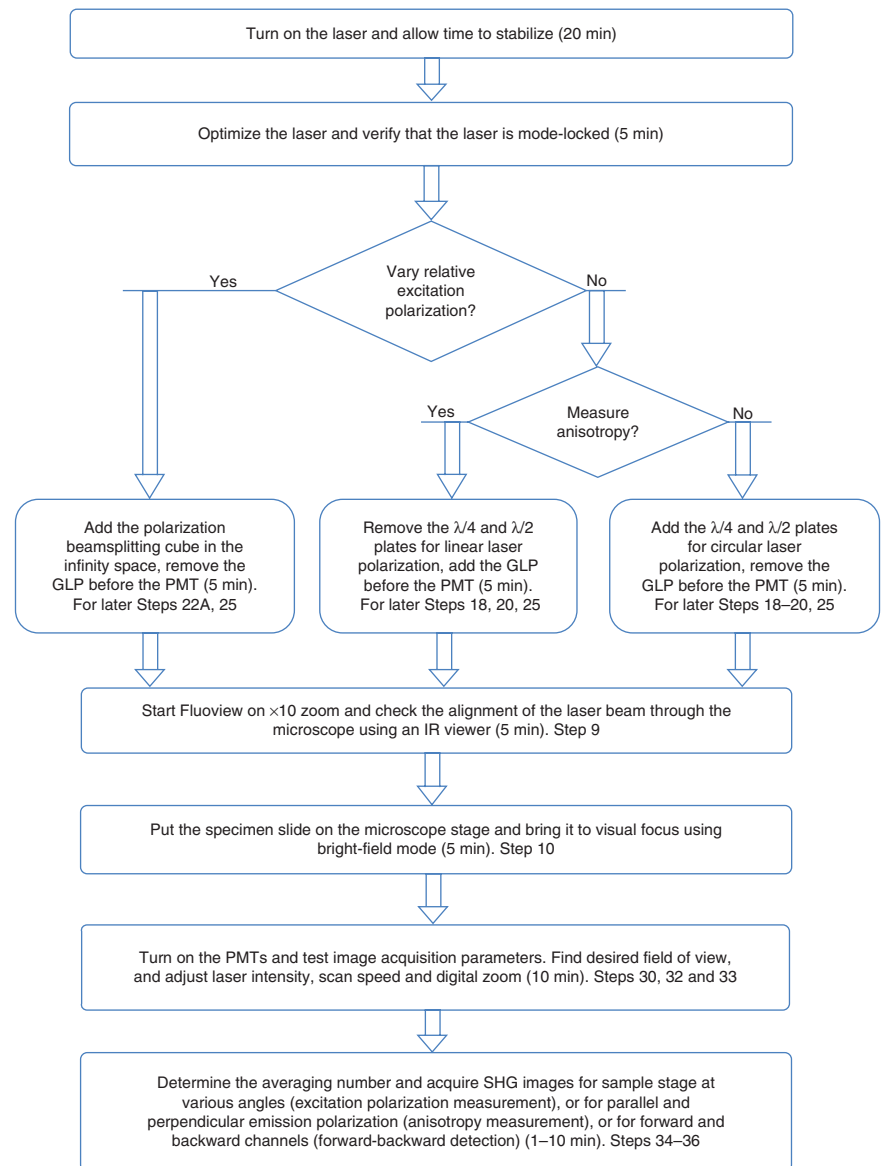 Turn on the laser and allow time to stabilize (20 min)
Optimize the laser and verify that the laser is mode-locked (5 min)
Vary relative
excitation
polarization?
Yes
No
Measure
anisotropy?
Yes
No
Add the polarization
beamsplitting cube in the
infinity space, remove the
GLP before the PMT (5 min).
For later Steps 22A, 25
Remove the λ/4 and λ/2
plates for linear laser
polarization, add the GLP
before the PMT (5 min).
For later Steps 18, 20, 25
Add the λ/4 and λ/2 plates
for circular laser
polarization, remove the
GLP before the PMT (5 min).
For later Steps 18–20, 25
Start Fluoview on ×10 zoom and check the alignment of the laser beam through the
microscope using an IR viewer (5 min). Step 9
Put the specimen slide on the microscope stage and bring it to visual focus using
bright-field mode (5 min). Step 10
Turn on the PMTs and test image acquisition parameters. Find desired field of view,
and adjust laser intensity, scan speed and digital zoom (10 min). Steps 30, 32 and 33
Determine the averaging number and acquire SHG images for sample stage at
various angles (excitation polarization measurement), or for parallel and
perpendicular emission polarization (anisotropy measurement), or for forward and
backward channels (forward-backward detection) (1–10 min). Steps 34–36